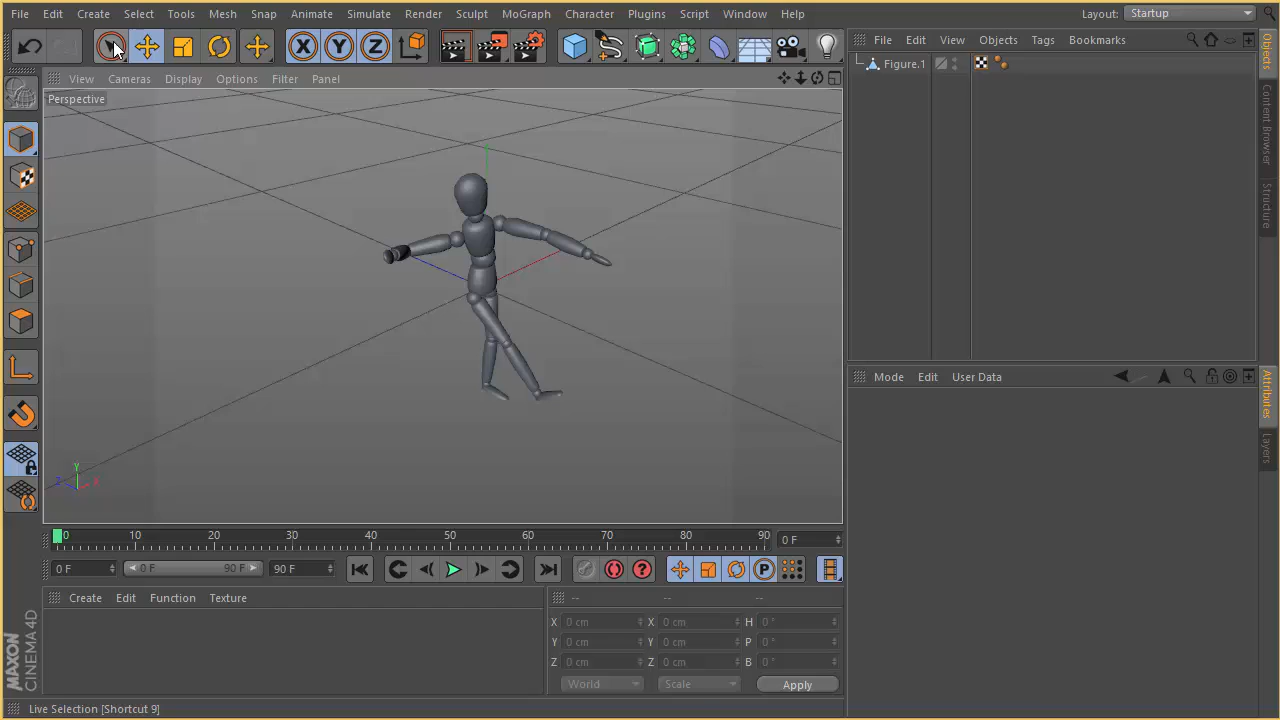 File Edit Create Select Tools Mesh Snap Animate Simulate Render Sculpt MoGraph Character Plugins Script Window Help Layout: Startup
X Y Z
File Edit View Objects Tags Bookmarks
Figure.1
View Cameras Display Options Filter Panel
Perspective
Y
Z X
Objects
Content Browser
Structure
Mode Edit User Data
Attributes
Layers
0 10 20 30 40 50 60 70 80 90 0 F
0 F 0 F 90 F 90 F P
Create Edit Function Texture
-- -- --
X 0 cm X 0 cm H 0 °
Y 0 cm Y 0 cm P 0 °
Z 0 cm Z 0 cm B 0 °
World Scale Apply
MAXON
CINEMA 4D
Live Selection [Shortcut 9]